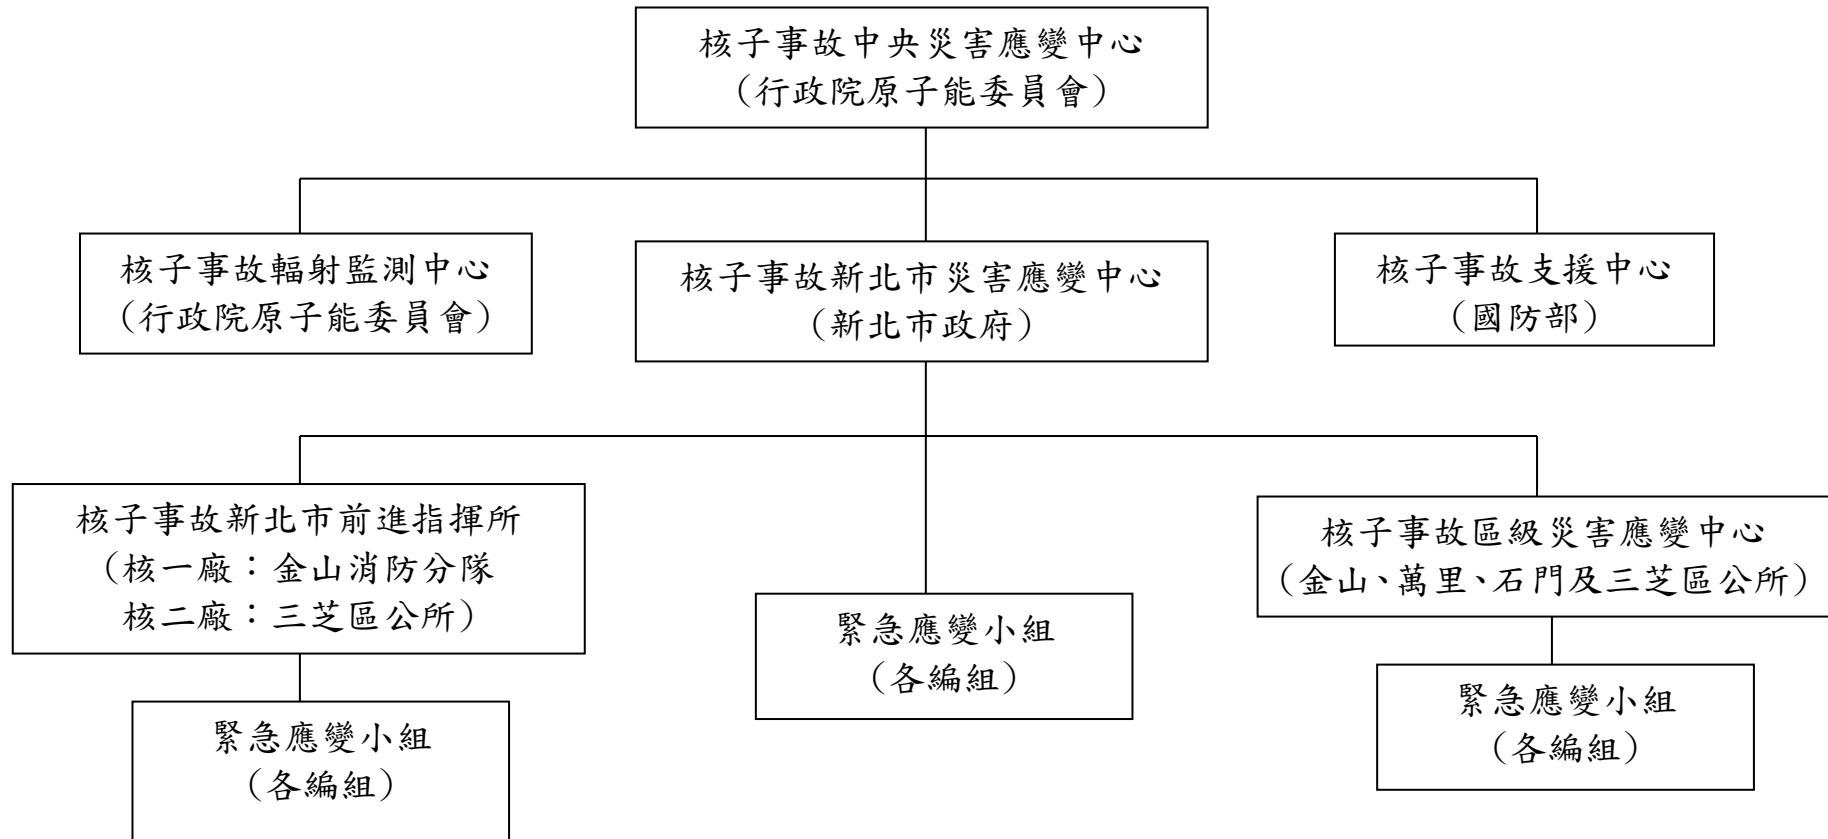 核子事故中央災害應變中心
(行政院原子能委員會)
核子事故輻射監測中心
(行政院原子能委員會)
核子事故新北市災害應變中心
(新北市政府)
核子事故支援中心
(國防部)
核子事故新北市前進指揮所
(核一廠：金山消防分隊
核二廠：三芝區公所)
緊急應變小組
(各編組)
緊急應變小組
(各編組)
核子事故區級災害應變中心
(金山、萬里、石門及三芝區公所)
緊急應變小組
(各編組)